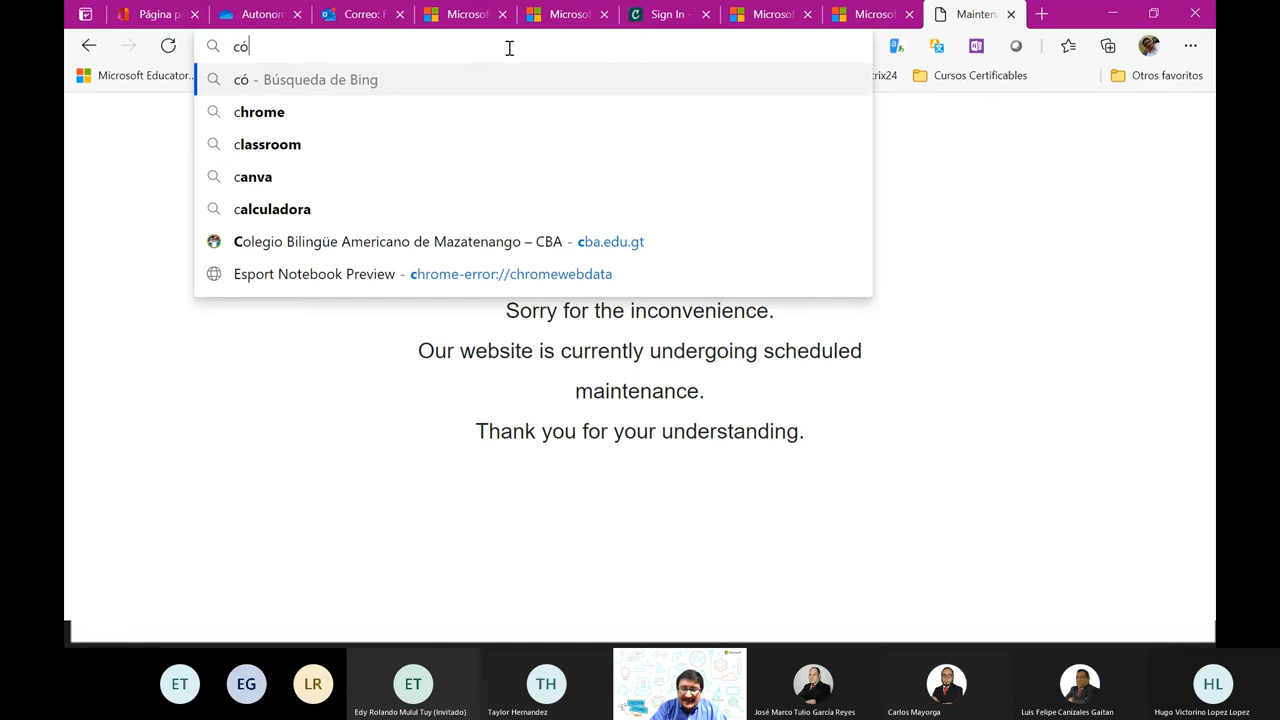 Página p
Autonom
Correo: F
Microsof
Microsof
Sign In -
Microsof
Microsof
Mainten
có
Microsoft Educator...
rix24
Cursos Certificables
Otros favoritos
có - Búsqueda de Bing
chrome
classroom
canva
calculadora
Colegio Bilingüe Americano de Mazatenango – CBA - cba.edu.gt
Esport Notebook Preview - chrome-error://chromewebdata
Sorry for the inconvenience.
Our website is currently undergoing scheduled
maintenance.
Thank you for your understanding.
ET
EG
LR
ET
Edy Rolando Mulul Tuy (Invitado)
TH
Taylor Hernandez
José Marco Tulio García Reyes
Carlos Mayorga
Luis Felipe Canizales Gaitan
HL
Hugo Victorino Lopez Lopez